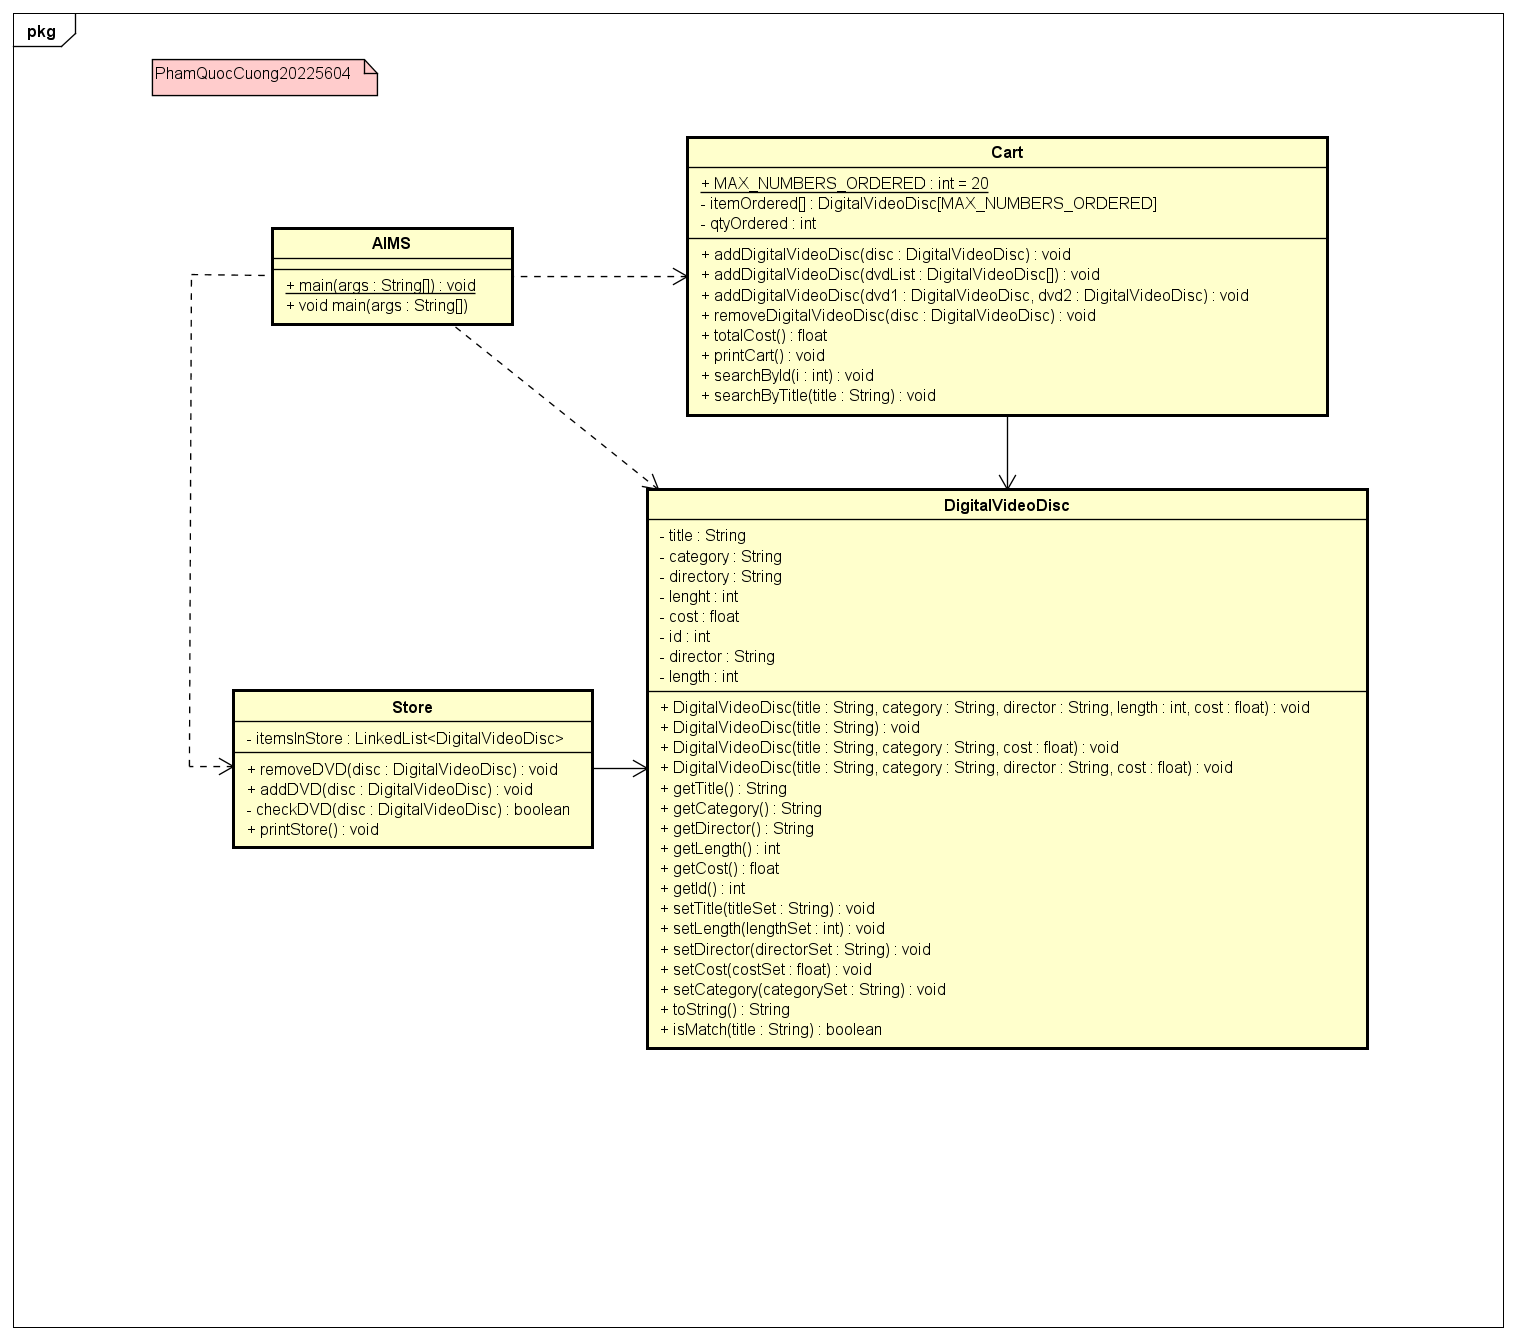 pkg
PhamQuocCuong20225604
Cart
+ MAX_NUMBERS_ORDERED : int = 20
- itemOrdered[] : DigitalVideoDisc[MAX_NUMBERS_ORDERED]
- qtyOrdered : int
+ addDigitalVideoDisc(disc : DigitalVideoDisc) : void
+ addDigitalVideoDisc(dvdList : DigitalVideoDisc[]) : void
+ addDigitalVideoDisc(dvd1 : DigitalVideoDisc, dvd2 : DigitalVideoDisc) : void
+ removeDigitalVideoDisc(disc : DigitalVideoDisc) : void
+ totalCost() : float
+ printCart() : void
+ searchById(i : int) : void
+ searchByTitle(title : String) : void
AIMS
+ main(args : String[]) : void
+ void main(args : String[])
DigitalVideoDisc
- title : String
- category : String
- directory : String
- lenght : int
- cost : float
- id : int
- director : String
- length : int
+ DigitalVideoDisc(title : String, category : String, director : String, length : int, cost : float) : void
+ DigitalVideoDisc(title : String) : void
+ DigitalVideoDisc(title : String, category : String, cost : float) : void
+ DigitalVideoDisc(title : String, category : String, director : String, cost : float) : void
+ getTitle() : String
+ getCategory() : String
+ getDirector() : String
+ getLength() : int
+ getCost() : float
+ getId() : int
+ setTitle(titleSet : String) : void
+ setLength(lengthSet : int) : void
+ setDirector(directorSet : String) : void
+ setCost(costSet : float) : void
+ setCategory(categorySet : String) : void
+ toString() : String
+ isMatch(title : String) : boolean
Store
- itemsInStore : LinkedList<DigitalVideoDisc>
+ removeDVD(disc : DigitalVideoDisc) : void
+ addDVD(disc : DigitalVideoDisc) : void
- checkDVD(disc : DigitalVideoDisc) : boolean
+ printStore() : void